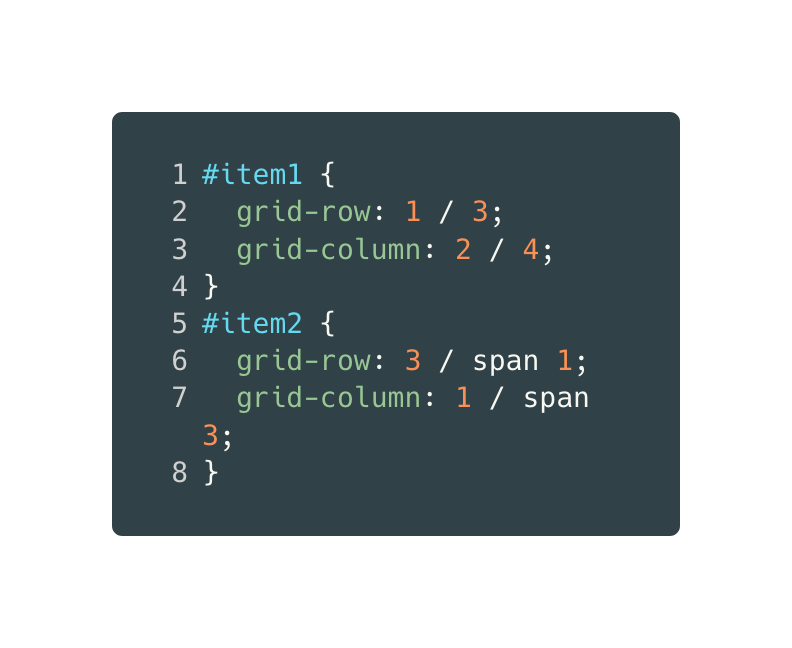 1 #item1 {
2   grid-row: 1 / 3;
3   grid-column: 2 / 4;
4 }
5 #item2 {
6   grid-row: 3 / span 1;
7   grid-column: 1 / span
3;
8 }